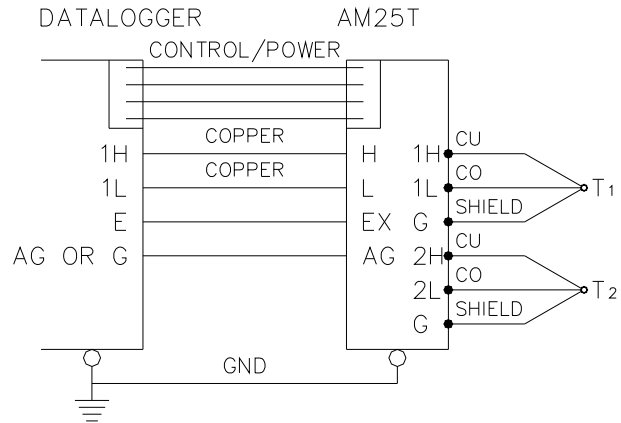 DATALOGGER AM25T
CONTROL/POWER
COPPER
1H H 1H CU
COPPER
1L L 1L CO
T1
E EX G SHIELD
AG OR G AG 2H CU
2L CO
T2
G SHIELD
GND